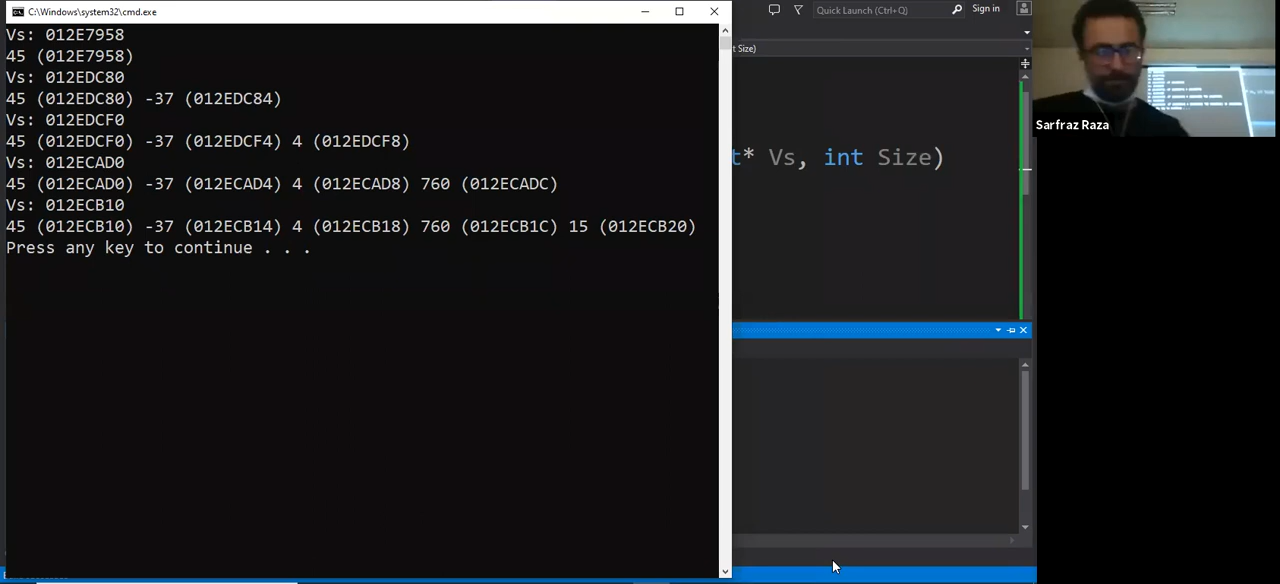 C:\Windows\system32\cmd.exe
Vs: 012E7958
45 (012E7958)
Vs: 012EDC80
45 (012EDC80) -37 (012EDC84)
Vs: 012EDCF0
45 (012EDCF0) -37 (012EDCF4) 4 (012EDCF8)
Vs: 012ECAD0
45 (012ECAD0) -37 (012ECAD4) 4 (012ECAD8) 760 (012ECADC)
Vs: 012ECB10
45 (012ECB10) -37 (012ECB14) 4 (012ECB18) 760 (012ECB1C) 15 (012ECB20)
Press any key to continue . . .
Quick Launch (Ctrl+Q)
Sign in
t Size)
t* Vs, int Size)
Sarfraz Raza